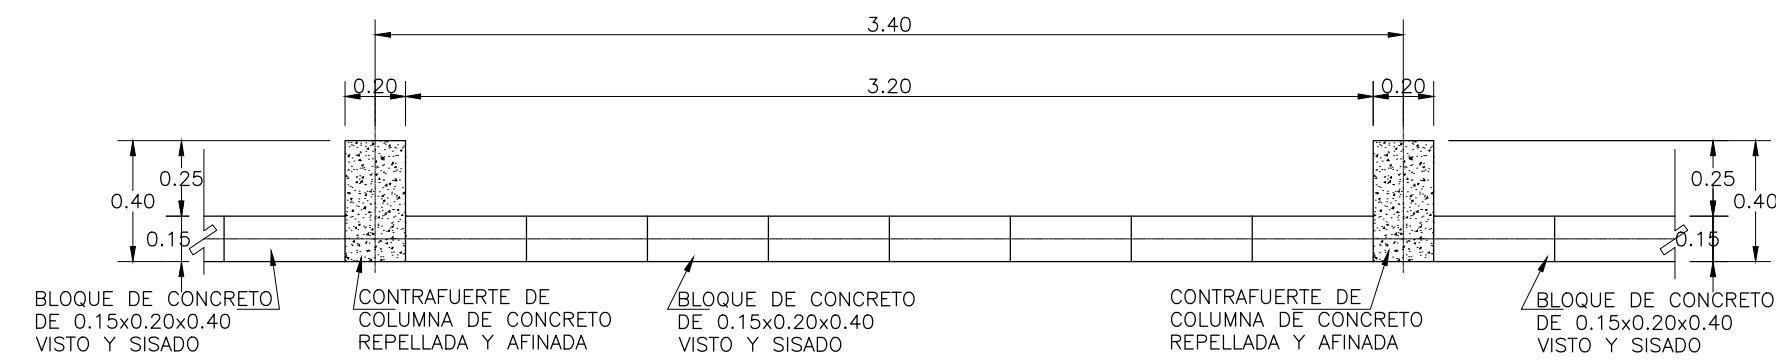 3.40
0.20
3.20
0.20
0.25
0.40
0.15
0.25
0.40
0.15
BLOQUE DE CONCRETO
DE 0.15x0.20x0.40
VISTO Y SISADO
CONTRAFUERTE DE
COLUMNA DE CONCRETO
REPELLADA Y AFINADA
BLOQUE DE CONCRETO
DE 0.15x0.20x0.40
VISTO Y SISADO
CONTRAFUERTE DE
COLUMNA DE CONCRETO
REPELLADA Y AFINADA
BLOQUE DE CONCRETO
DE 0.15x0.20x0.40
VISTO Y SISADO